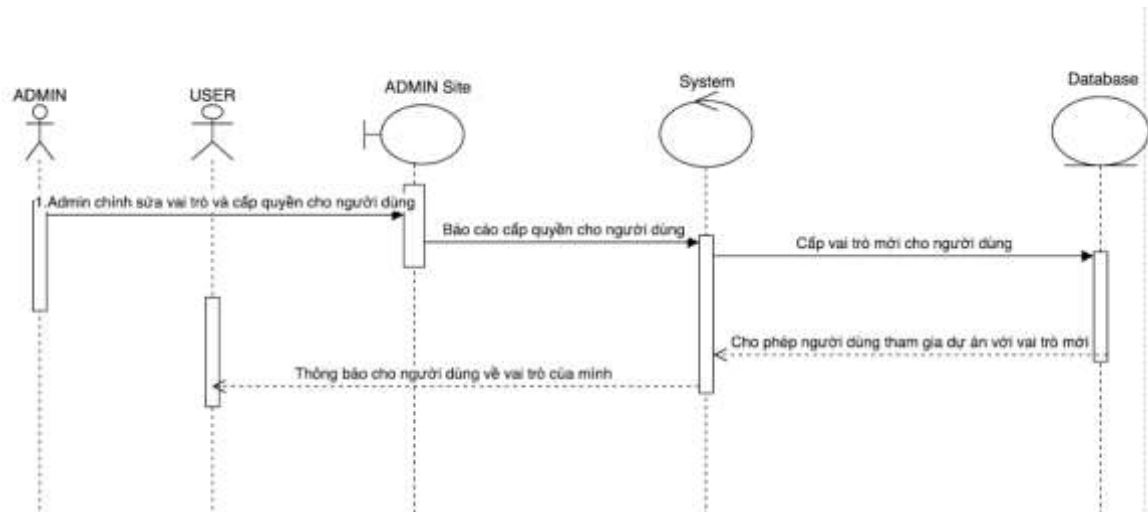 ADMIN
USER
ADMIN Site
System
Database
1.Admin chỉnh sửa vai trò và cấp quyền cho người dùng
Báo cáo cấp quyền cho người dùng
Cấp vai trò mới cho người dùng
Cho phép người dùng tham gia dự án với vai trò mới
Thông báo cho người dùng về vai trò của mình